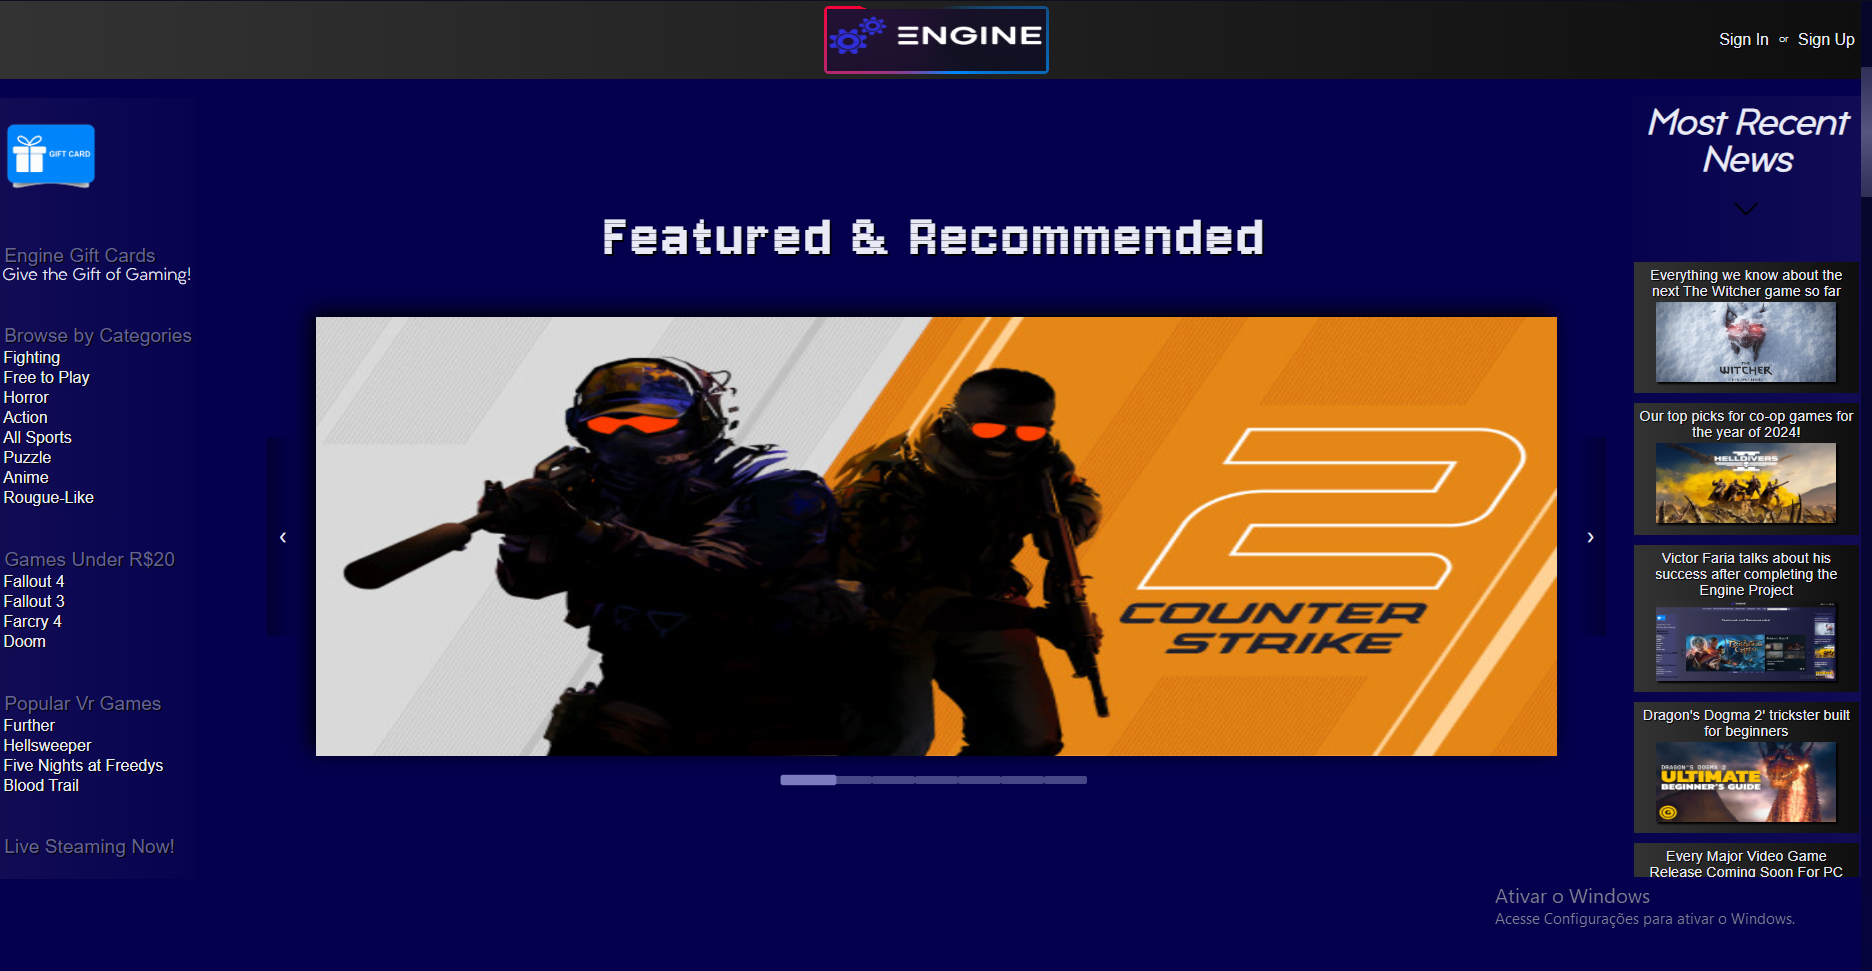 ENGINE
Sign In or Sign Up
GIFT CARD
Engine Gift Cards
Give the Gift of Gaming!
Browse by Categories
Fighting
Free to Play
Horror
Action
All Sports
Puzzle
Anime
Rougue-Like
Games Under R$20
Fallout 4
Fallout 3
Farcry 4
Doom
Popular Vr Games
Further
Hellsweeper
Five Nights at Freedys
Blood Trail
Live Steaming Now!
Featured & Recommended
2
COUNTER
STRIKE
Most Recent
News
Everything we know about the
next The Witcher game so far
THE
WITCHER
Our top picks for co-op games for
the year of 2024!
HELLDIVERS
II
Victor Faria talks about his
success after completing the
Engine Project
Dragon's Dogma 2' trickster built
for beginners
DRAGON'S DOGMA 2
ULTIMATE
BEGINNER'S GUIDE
Every Major Video Game
Release Coming Soon For PC
Ativar o Windows
Acesse Configurações para ativar o Windows.